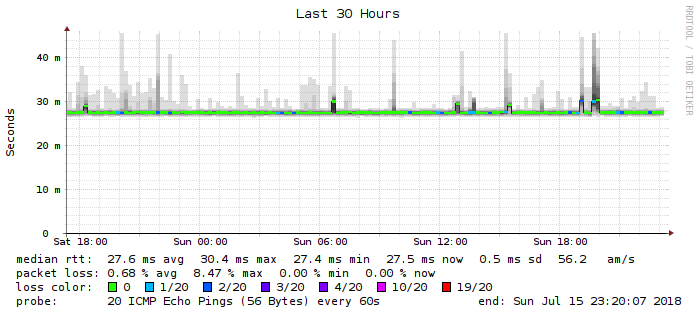 Last 30 Hours
RRDTOOL / TOBI OETIKER
Seconds
40 m
30 m
20 m
10 m
0
Sat 18:00 Sun 00:00 Sun 06:00 Sun 12:00 Sun 18:00
median rtt: 27.6 ms avg 30.4 ms max 27.4 ms min 27.5 ms now 0.5 ms sd 56.2 am/s
packet loss: 0.68 % avg 8.47 % max 0.00 % min 0.00 % now
loss color: 0 1/20 2/20 3/20 4/20 10/20 19/20
probe: 20 ICMP Echo Pings (56 Bytes) every 60s end: Sun Jul 15 23:20:07 2018